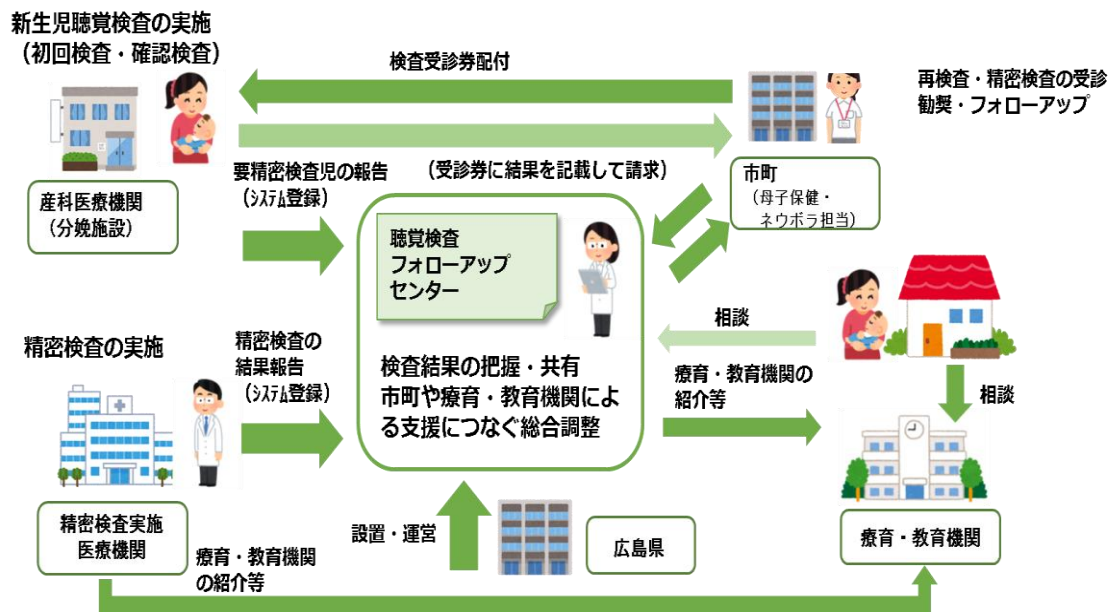 新生児聴覚検査の実施
（初回検査・確認検査）
検査受診券配付
再検査・精密検査の受診
勧奨・フォローアップ
産科医療機関
（分娩施設）
要精密検査児の報告
（ｼｽﾃﾑ登録）
（受診券に結果を記載して請求）
市町
（母子保健・
ネウボラ担当）
聴覚検査
フォローアップ
センター
検査結果の把握・共有
市町や療育・教育機関によ
る支援につなぐ総合調整
相談
療育・教育機関の
紹介等
相談
精密検査の実施
精密検査の
結果報告
（ｼｽﾃﾑ登録）
精密検査実施
医療機関
療育・教育機関
の紹介等
設置・運営
広島県
療育・教育機関